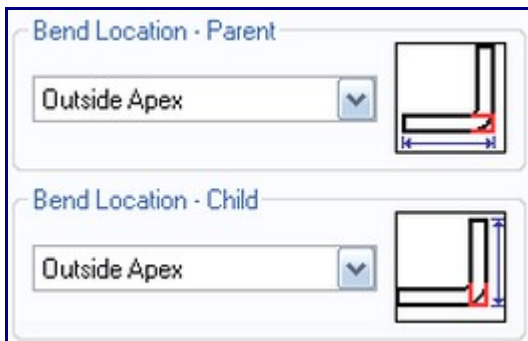 Bend Location - Parent
Outside Apex
Bend Location - Child
Outside Apex